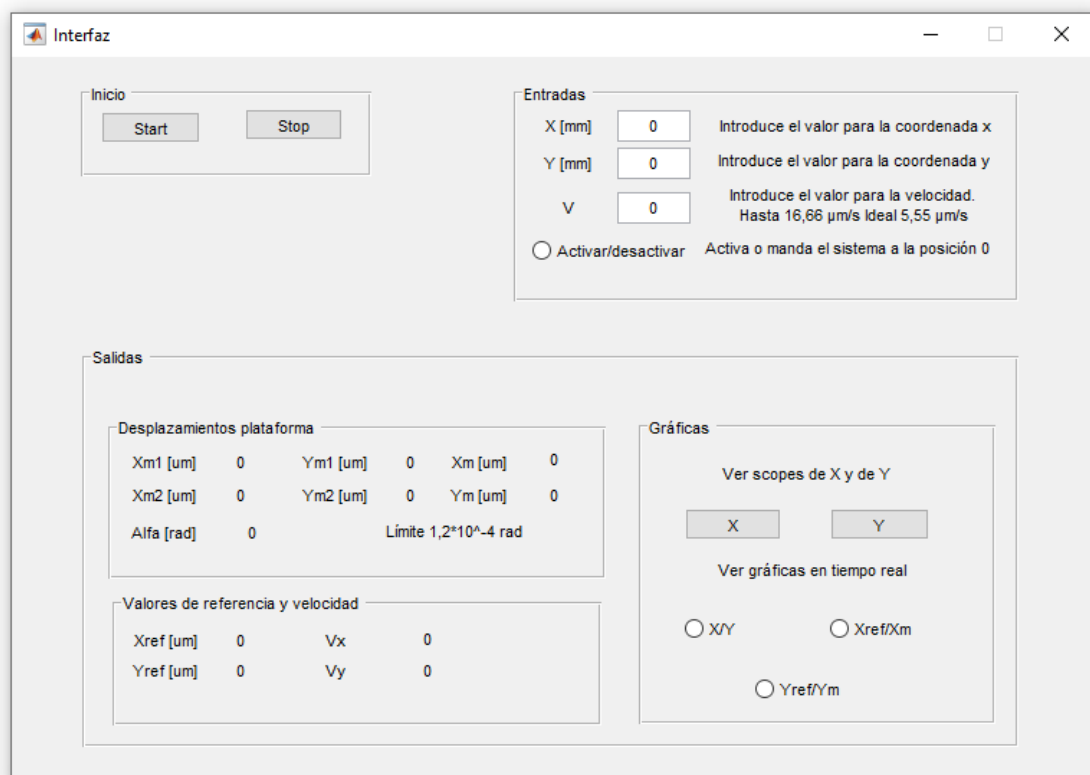 Interfaz
Inicio
Start Stop
Entradas
X [mm] 0 Introduce el valor para la coordenada x
Y [mm] 0 Introduce el valor para la coordenada y
V 0 Introduce el valor para la velocidad.
Hasta 16,66 µm/s Ideal 5,55 µm/s
Activar/desactivar Activa o manda el sistema a la posición 0
Salidas
Desplazamientos plataforma
Xm1 [um] 0 Ym1 [um] 0 Xm [um] 0
Xm2 [um] 0 Ym2 [um] 0 Ym [um] 0
Alfa [rad] 0 Límite 1,2*10^-4 rad
Valores de referencia y velocidad
Xref [um] 0 Vx 0
Yref [um] 0 Vy 0
Gráficas
Ver scopes de X y de Y
X Y
Ver gráficas en tiempo real
X/Y Xref/Xm
Yref/Ym